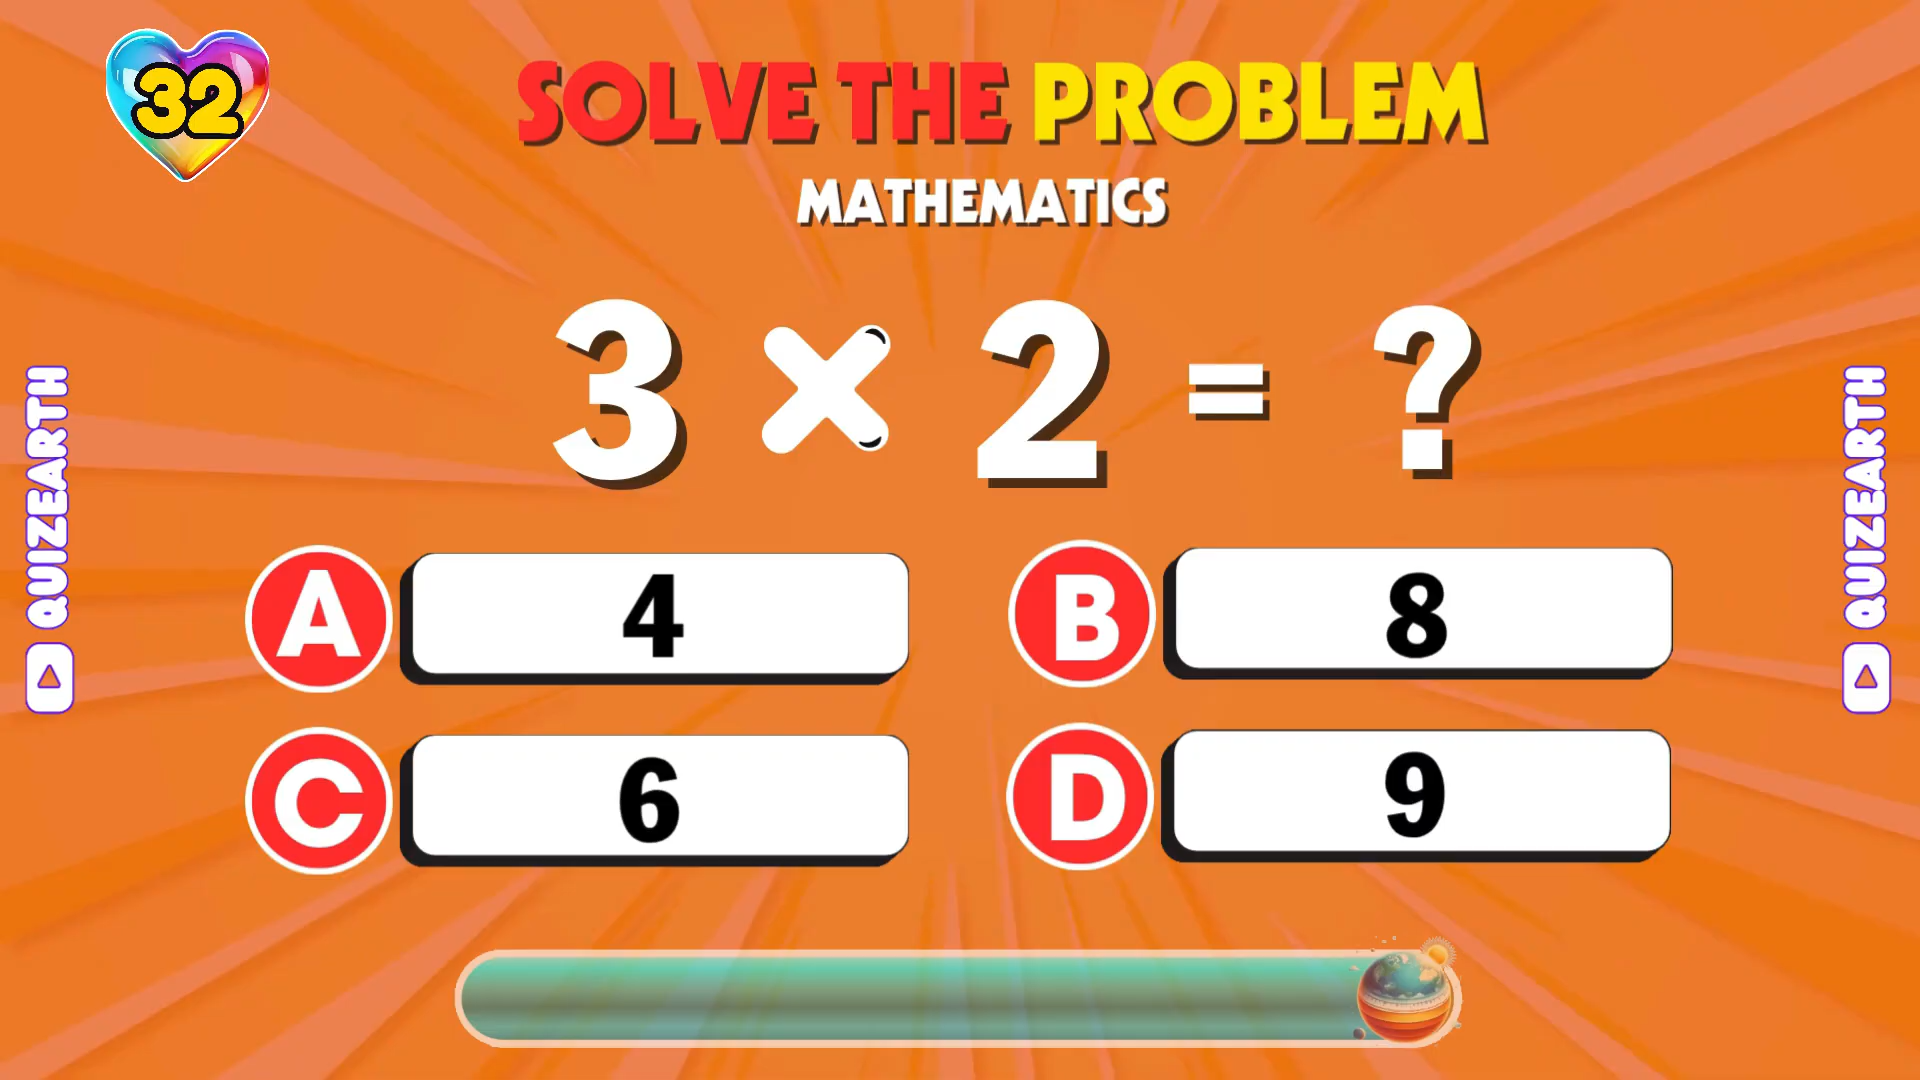 32
SOLVE THE PROBLEM
MATHEMATICS
3 × 2 = ?
A 4
B 8
C 6
D 9
QUIZEARTH
QUIZEARTH